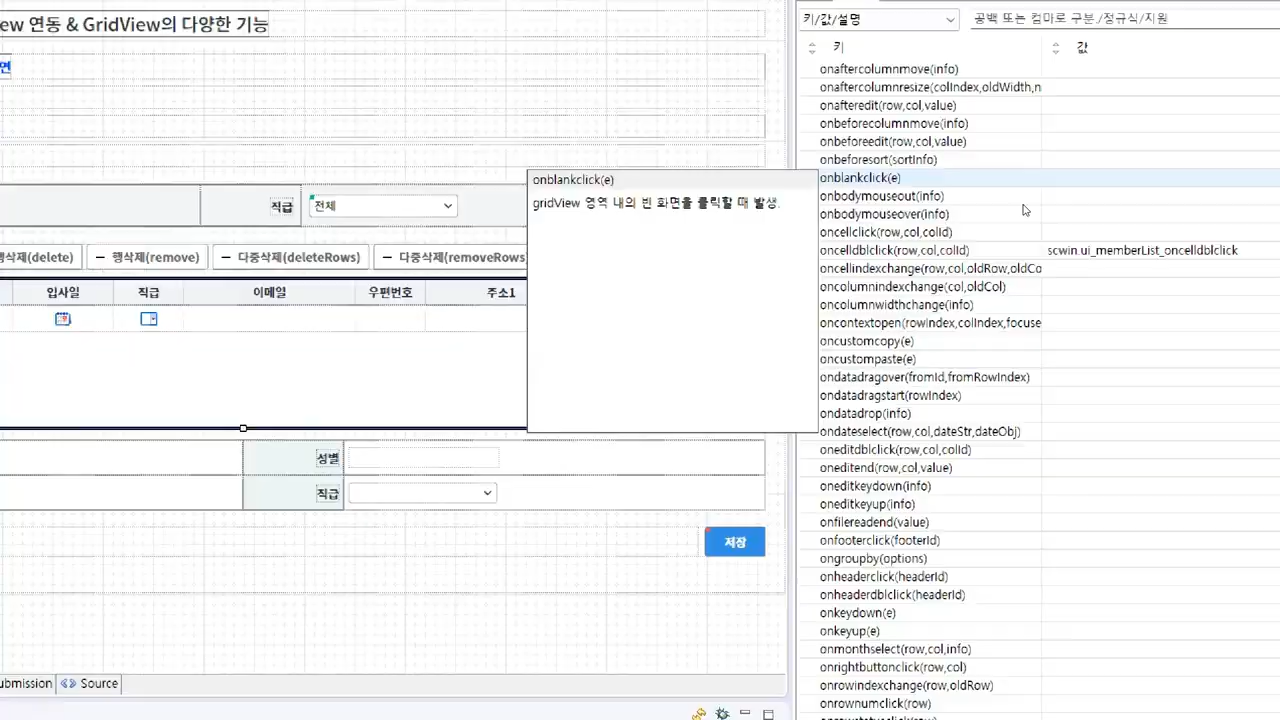 ew 연동 & GridView의 다양한 기능
면
직급
전체
행삭제(delete)
행삭제(remove)
다중삭제(deleteRows)
다중삭제(removeRows
입사일
직급
이메일
우편번호
주소1
성별
직급
저장
ubmission
Source
onblankclick(e)
gridView 영역 내의 빈 화면을 클릭할 때 발생.
키/값/설명
공백 또는 컴마로 구분./정규식/지원
키
값
onaftercolumnmove(info)
onaftercolumnresize(colIndex,oldWidth,n
onafteredit(row,col,value)
onbeforecolumnmove(info)
onbeforeedit(row,col,value)
onbeforesort(sortInfo)
onblankclick(e)
onbodymouseout(info)
onbodymouseover(info)
oncellclick(row,col,colId)
oncelldblclick(row,col,colId) scwin.ui_memberList_oncelldblclick
oncellindexchange(row,col,oldRow,oldCo
oncolumnindexchange(col,oldCol)
oncolumnwidthchange(info)
oncontextopen(rowindex,colIndex,focuse
oncustomcopy(e)
oncustompaste(e)
ondatadragover(fromId,fromRowIndex)
ondatadragstart(rowIndex)
ondatadrop(info)
ondateselect(row,col,dateStr,dateObj)
oneditdblclick(row,col,colId)
oneditend(row,col,value)
oneditkeydown(info)
oneditkeyup(info)
onfilereadend(value)
onfooterclick(footerId)
ongroupby(options)
onheaderclick(headerId)
onheaderdblclick(headerId)
onkeydown(e)
onkeyup(e)
onmonthselect(row,col,info)
onrightbuttonclick(row,col)
onrowindexchange(row,oldRow)
onrownumclick(row)